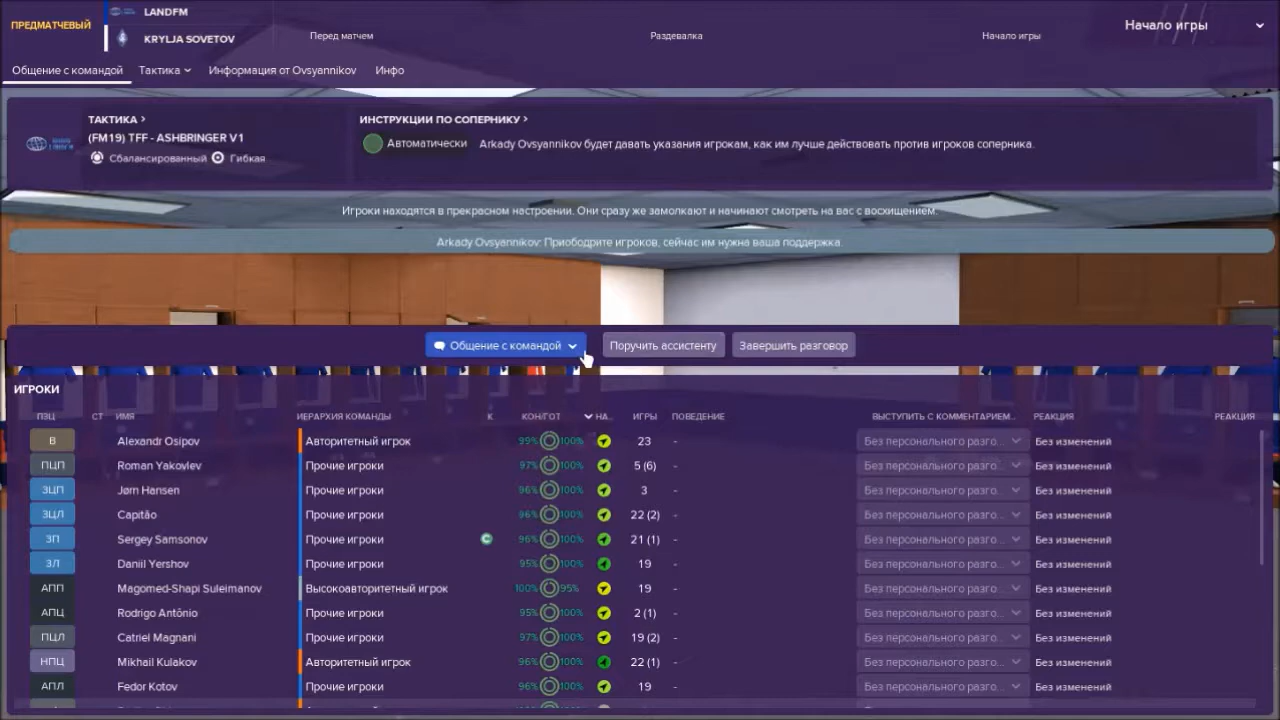 ПРЕДМАТЧЕВЫЙ
LANDFM
KRYLJA SOVETOV
Перед матчем
Раздевалка
Начало игры
Начало игры
Общение с командой Тактика Информация от Ovsyannikov Инфо
ТАКТИКА >
(FM19) TFF - ASHBRINGER V1
Сбалансированный Гибкая
ИНСТРУКЦИИ ПО СОПЕРНИКУ >
Автоматически Arkady Ovsyannikov будет давать указания игрокам, как им лучше действовать против игроков соперника.
Игроки находятся в прекрасном настроении. Они сразу же замолкают и начинают смотреть на вас с восхищением.
Arkady Ovsyannikov: Приободрите игроков, сейчас им нужна ваша поддержка.
Общение с командой Поручить ассистенту Завершить разговор
ИГРОКИ
ПЗЦ СТ ИМЯ ИЕРАРХИЯ КОМАНДЫ К КОН/ГОТ НА... ИГРЫ ПОВЕДЕНИЕ ВЫСТУПИТЬ С КОММЕНТАРИЕМ... РЕАКЦИЯ РЕАКЦИЯ
В Alexandr Osipov Авторитетный игрок 99% 100% 23 - Без персонального разго... Без изменений
ПЦП Roman Yakovlev Прочие игроки 97% 100% 5 (6) - Без персонального разго... Без изменений
ЗЦП Jørn Hansen Прочие игроки 96% 100% 3 - Без персонального разго... Без изменений
ЗЦЛ Capitão Прочие игроки 96% 100% 22 (2) - Без персонального разго... Без изменений
ЗП Sergey Samsonov Прочие игроки C 96% 100% 21 (1) - Без персонального разго... Без изменений
ЗЛ Daniil Yershov Прочие игроки 95% 100% 19 - Без персонального разго... Без изменений
АПП Magomed-Shapi Suleimanov Высокоавторитетный игрок 100% 95% 19 - Без персонального разго... Без изменений
АПЦ Rodrigo Antônio Прочие игроки 95% 100% 2 (1) - Без персонального разго... Без изменений
ПЦЛ Catriel Magnani Прочие игроки 97% 100% 19 (2) - Без персонального разго... Без изменений
НПЦ Mikhail Kulakov Авторитетный игрок 96% 100% 22 (1) - Без персонального разго... Без изменений
АПЛ Fedor Kotov Прочие игроки 96% 100% 19 - Без персонального разго... Без изменений